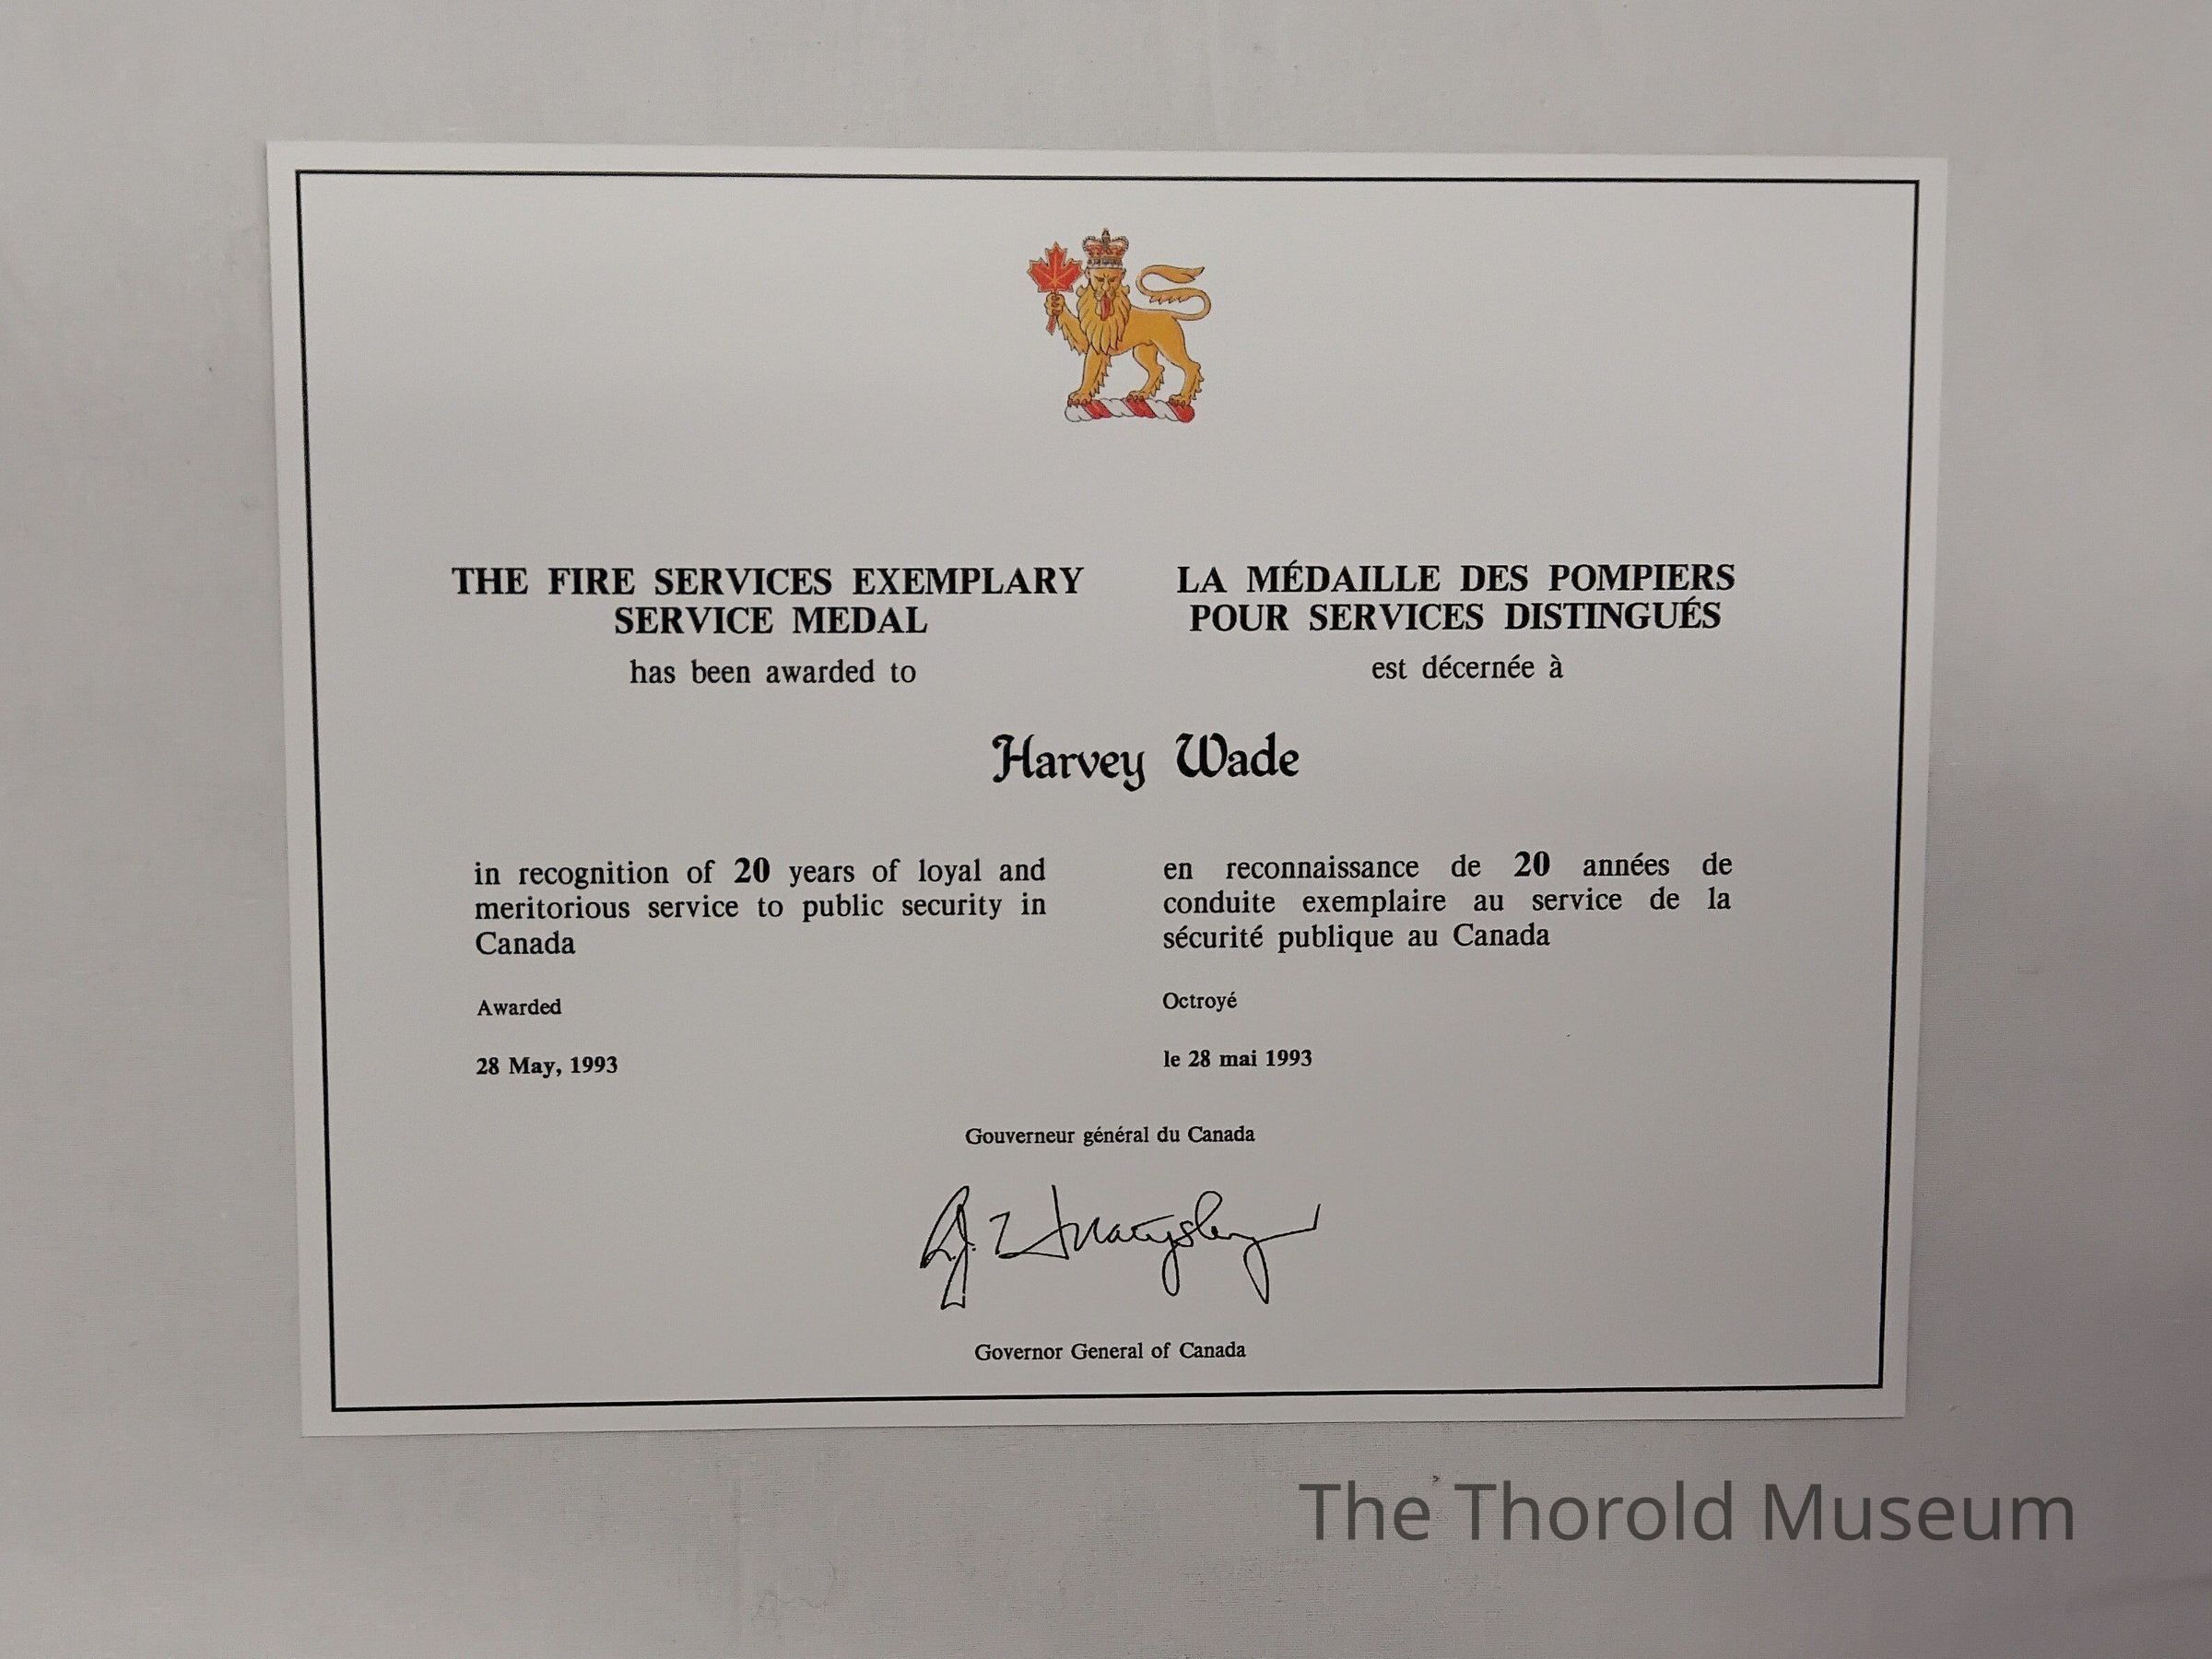 THE FIRE SERVICES EXEMPLARY
SERVICE MEDAL
has been awarded to
LA MÉDAILLE DES POMPIERS
POUR SERVICES DISTINGUÉS
est décernée à
Harvey Wade
in recognition of 20 years of loyal and
meritorious service to public security in
Canada
Awarded
28 May, 1993
en reconnaissance de 20 années de
conduite exemplaire au service de la
sécurité publique au Canada
Octroyé
le 28 mai 1993
Gouverneur général du Canada
Governor General of Canada
The Thorold Museum